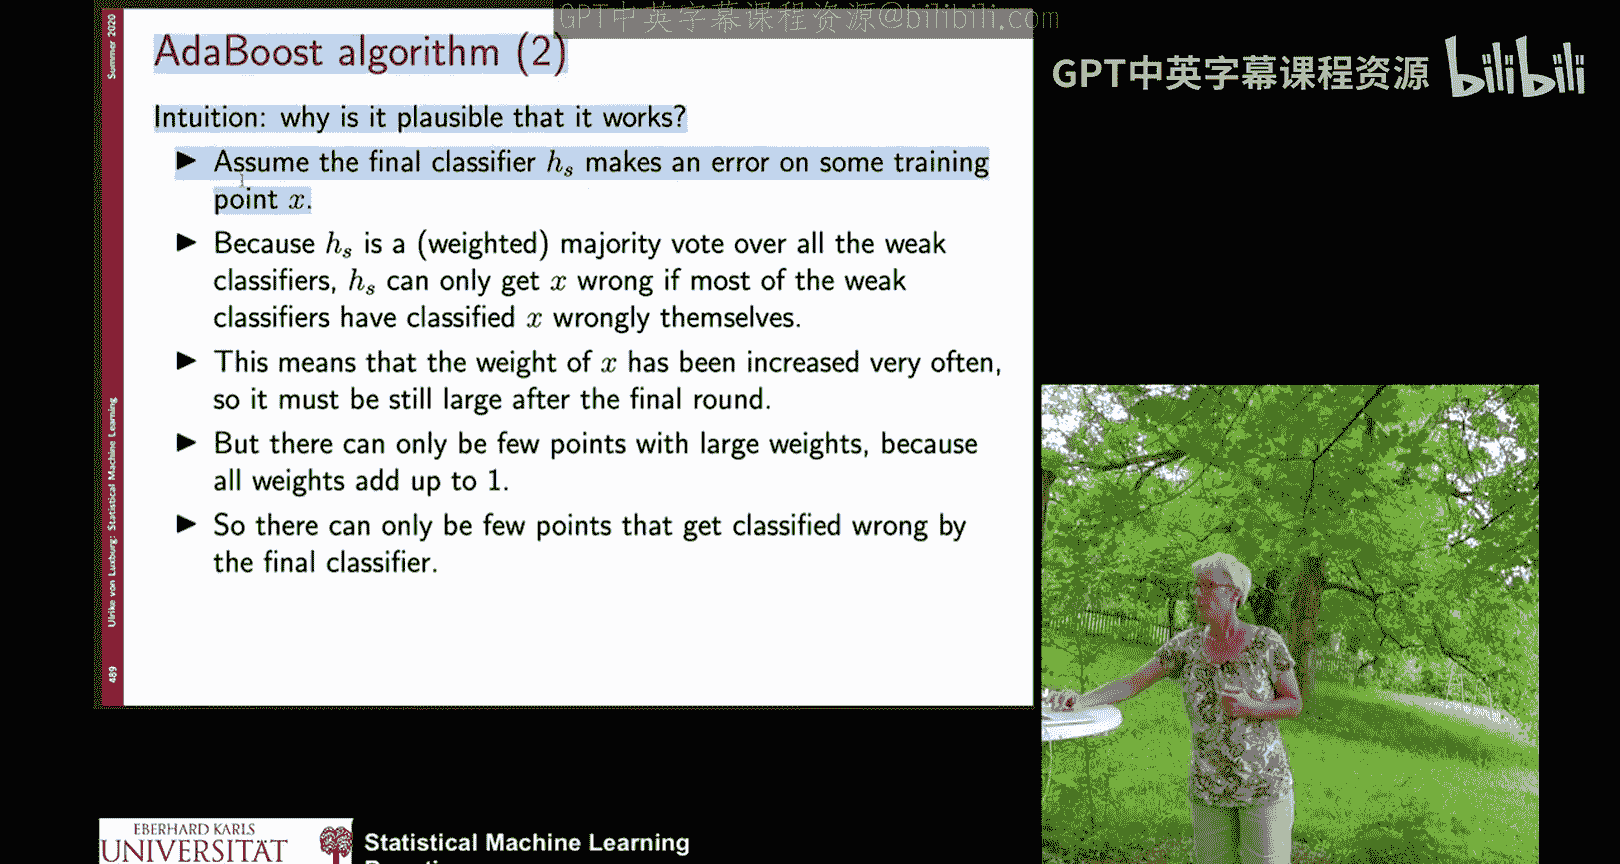 GPT中英字幕课程资源@bilibili.com
GPT中英字幕课程资源 bilibili
Sommer 2020
AdaBoost algorithm (2)
Intuition: why is it plausible that it works?
▶ Assume the final classifier hₛ makes an error on some training
point x.
▶ Because hₛ is a (weighted) majority vote over all the weak
classifiers, hₛ can only get x wrong if most of the weak
classifiers have classified x wrongly themselves.
▶ This means that the weight of x has been increased very often,
so it must be still large after the final round.
▶ But there can only be few points with large weights, because
all weights add up to 1.
▶ So there can only be few points that get classified wrong by
the final classifier.
Ulrike von Luxburg: Statistical Machine Learning
489
EBERHARD KARLS
UNIVERSITÄT
Statistical Machine Learning